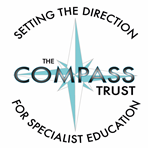 SETTING THE DIRECTION
THE
COMPASS
TRUST
FOR SPECIALIST EDUCATION